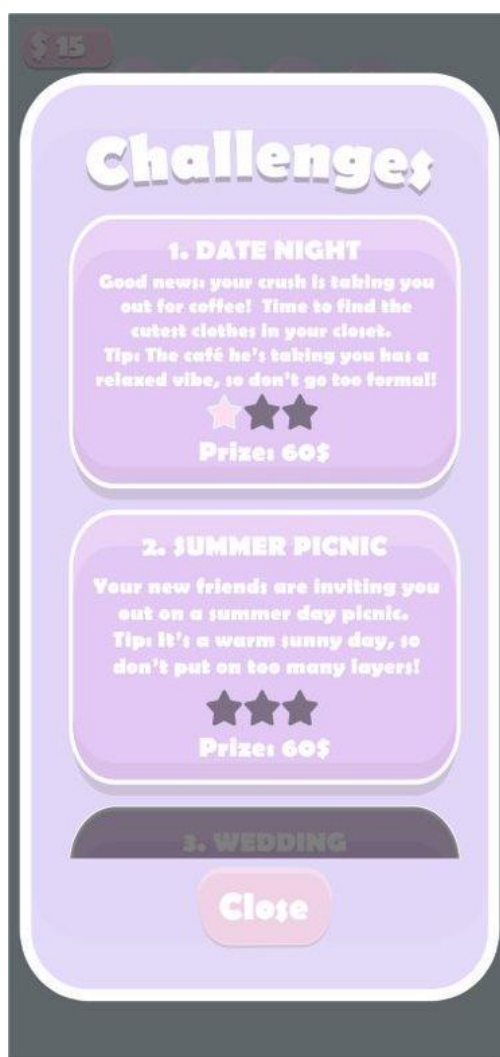 $ 15
Challenges
1. DATE NIGHT
Good news: your crush is taking you
out for coffee! Time to find the
cutest clothes in your closet.
Tip: The café he's taking you has a
relaxed vibe, so don't go too formal!
Prize: 60$
2. SUMMER PICNIC
Your new friends are inviting you
out on a summer day picnic.
Tip: It's a warm sunny day, so
don't put on too many layers!
Prize: 60$
3. WEDDING
Close